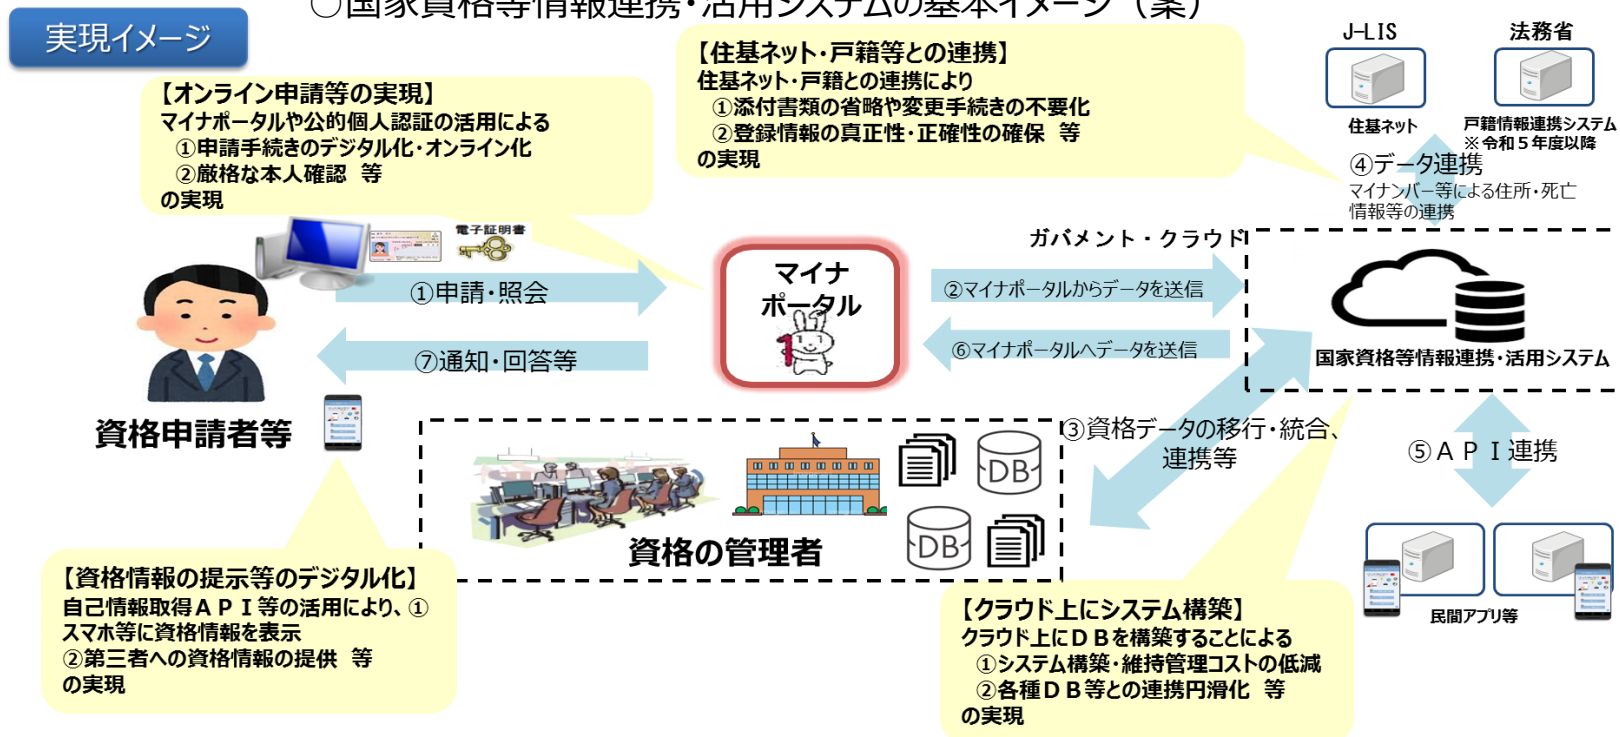 ○国家資格等情報連携・活用システムの基本イメージ（案）
実現イメージ
【オンライン申請等の実現】
マイナポータルや公的個人認証の活用による
①申請手続きのデジタル化・オンライン化
②厳格な本人確認 等
の実現
【住基ネット・戸籍等との連携】
住基ネット・戸籍との連携により
①添付書類の省略や変更手続きの不要化
②登録情報の真正性・正確性の確保 等
の実現
J-LIS
法務省
住基ネット
戸籍情報連携システム
※令和５年度以降
④データ連携
マイナンバー等による住所・死亡
情報等の連携
電子証明書
ガバメント・クラウド
マイナ
ポータル
1
①申請・照会
②マイナポータルからデータを送信
⑥マイナポータルへデータを送信
⑦通知・回答等
国家資格等情報連携・活用システム
資格申請者等
③資格データの移行・統合、
連携等
⑤ＡＰＩ連携
DB
DB
資格の管理者
【資格情報の提示等のデジタル化】
自己情報取得ＡＰＩ等の活用により、①
スマホ等に資格情報を表示
②第三者への資格情報の提供 等
の実現
【クラウド上にシステム構築】
クラウド上にＤＢを構築することによる
①システム構築・維持管理コストの低減
②各種ＤＢ等との連携円滑化 等
の実現
民間アプリ等